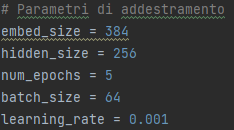 # Parametri di addestramento
embed_size = 384
hidden_size = 256
num_epochs = 5
batch_size = 64
learning_rate = 0.001